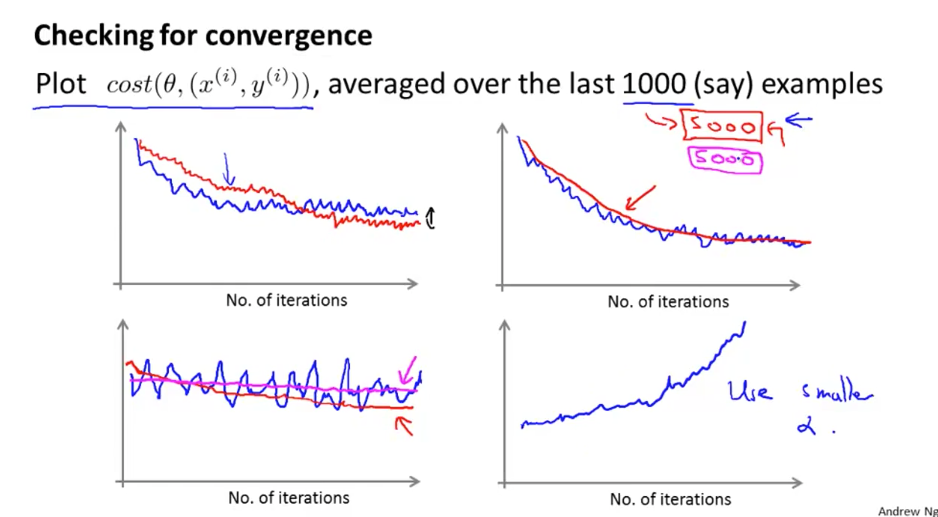 Checking for convergence
Plot cost(θ, (x^{(i)}, y^{(i)})), averaged over the last 1000 (say) examples
5000
5000
No. of iterations
No. of iterations
Use smaller
α.
No. of iterations
No. of iterations
Andrew Ng